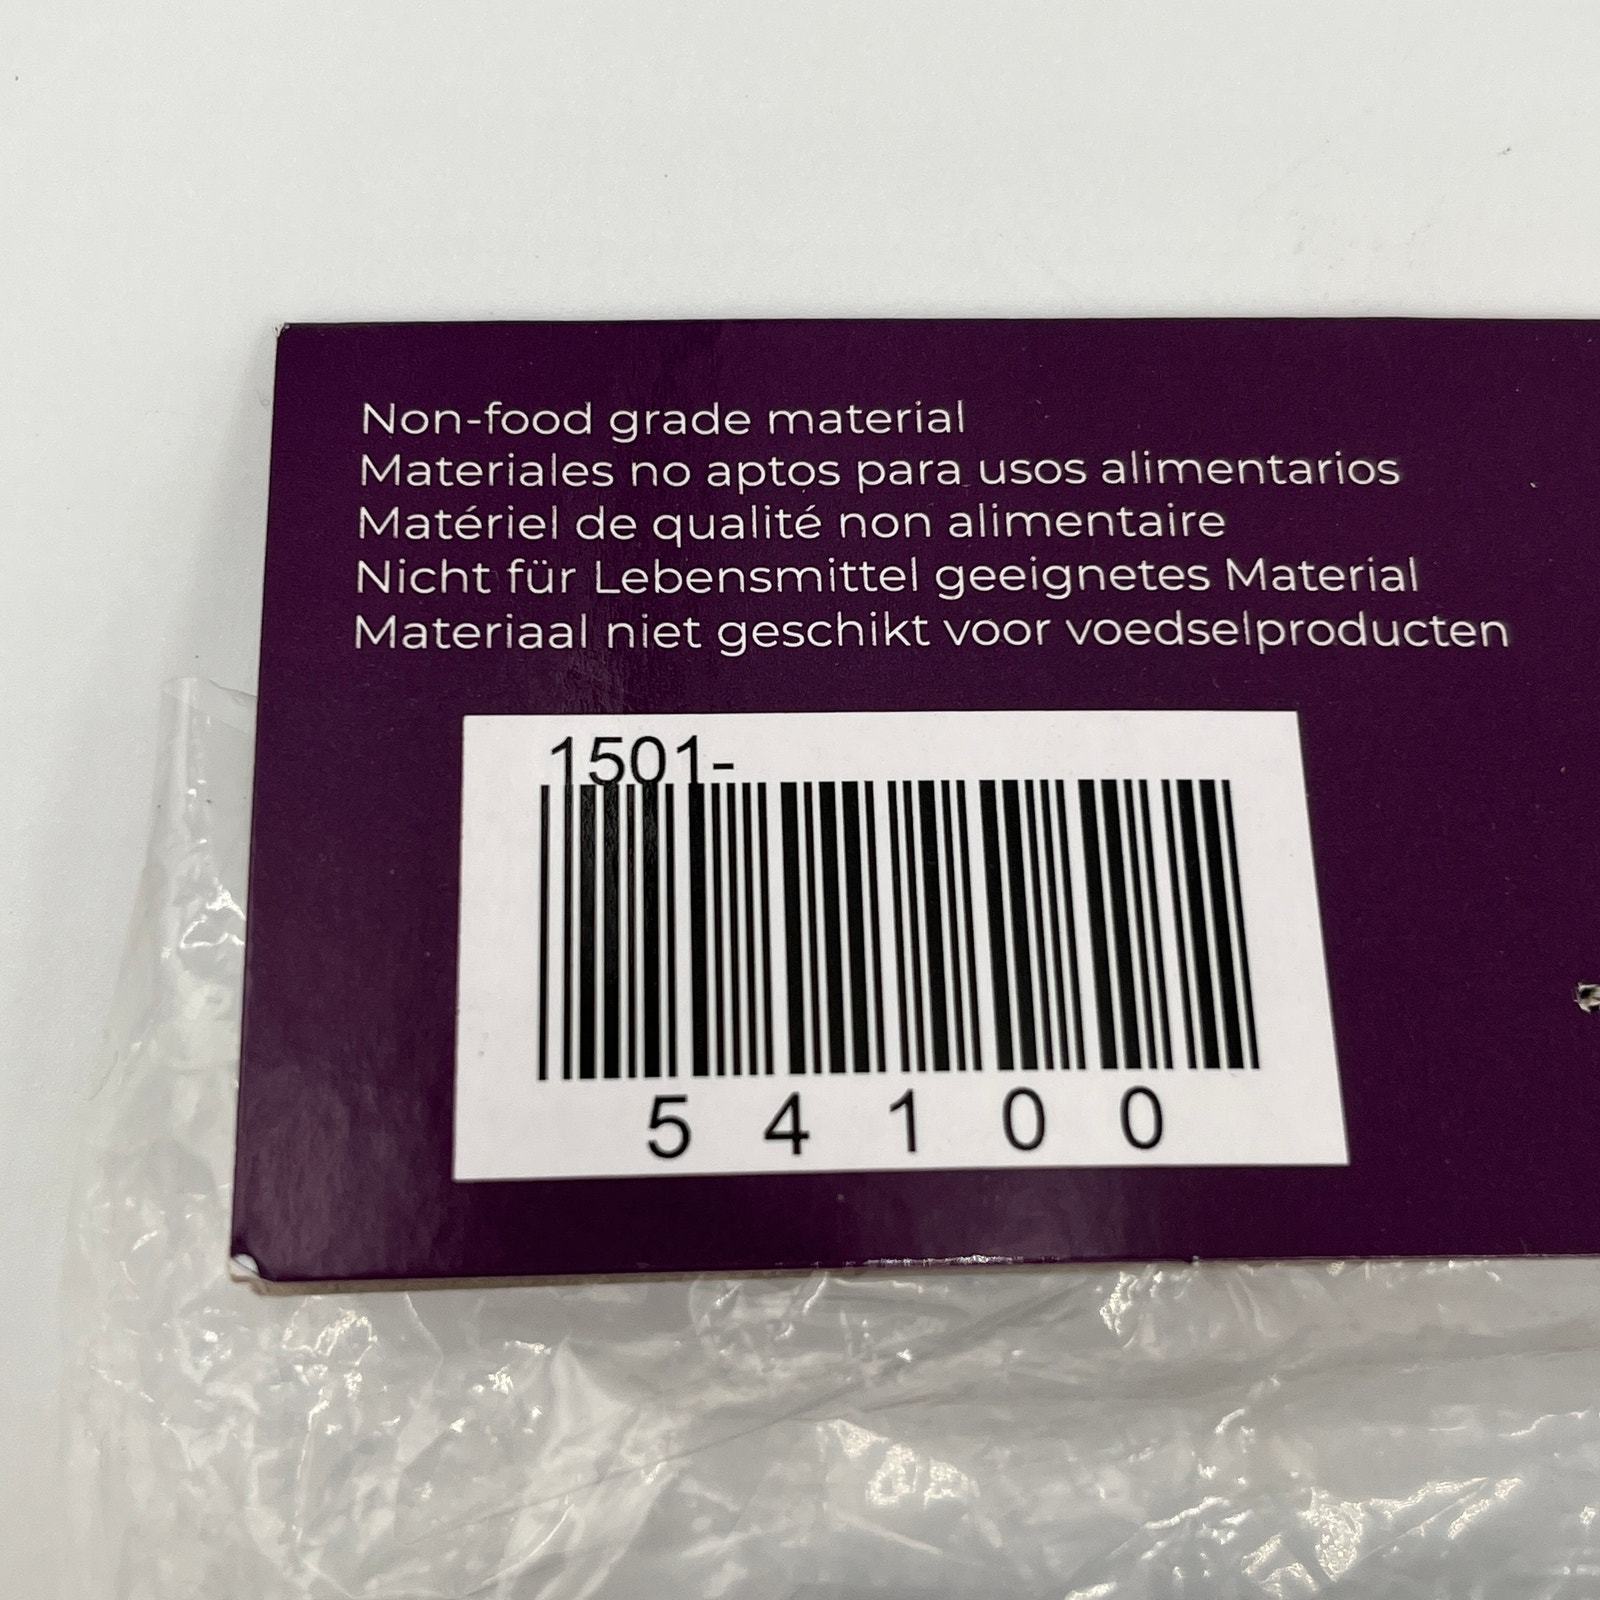 Non-food grade material
Materiales no aptos para usos alimentarios
Matériel de qualité non alimentaire
Nicht für Lebensmittel geeignetes Material
Materiaal niet geschikt voor voedselproducten
1501-
5 4 1 0 0